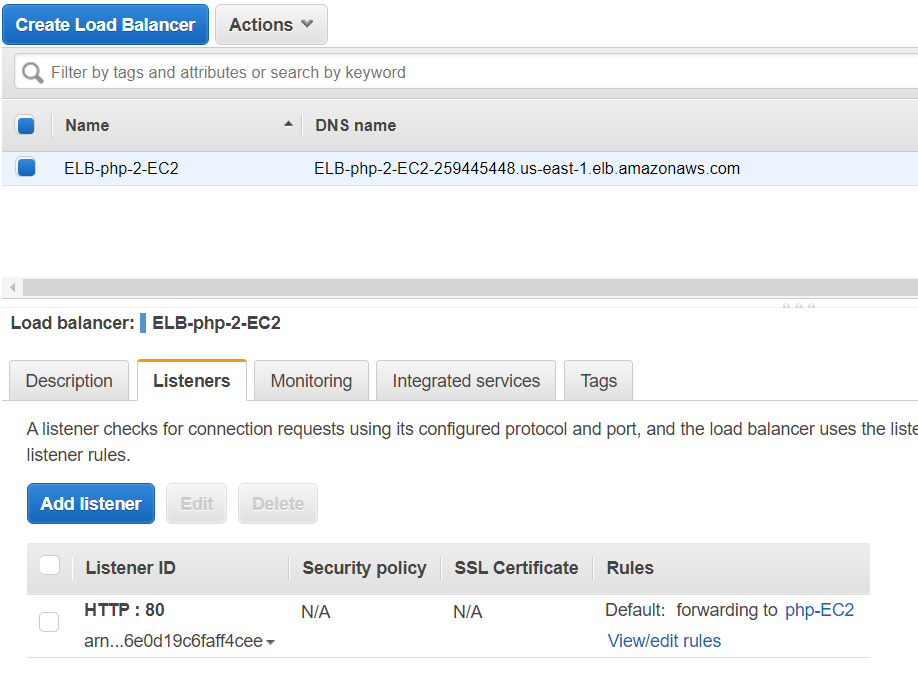 Create Load Balancer Actions
Filter by tags and attributes or search by keyword
Name DNS name
ELB-php-2-EC2 ELB-php-2-EC2-259445448.us-east-1.elb.amazonaws.com
Load balancer: ELB-php-2-EC2
Description Listeners Monitoring Integrated services Tags
A listener checks for connection requests using its configured protocol and port, and the load balancer uses the
listener rules.
Add listener Edit Delete
Listener ID Security policy SSL Certificate Rules
HTTP : 80 N/A N/A Default: forwarding to php-EC2
arn...6e0d19c6faff4cee View/edit rules